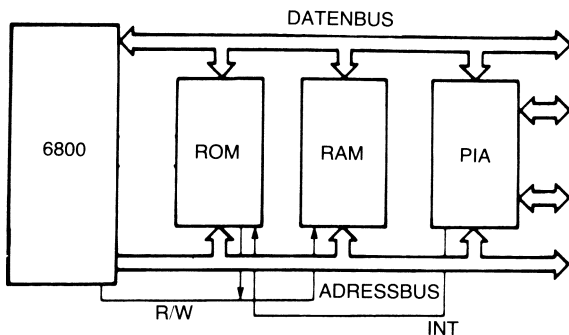 DATENBUS
6800
ROM
RAM
PIA
ADRESSBUS
R/W
INT